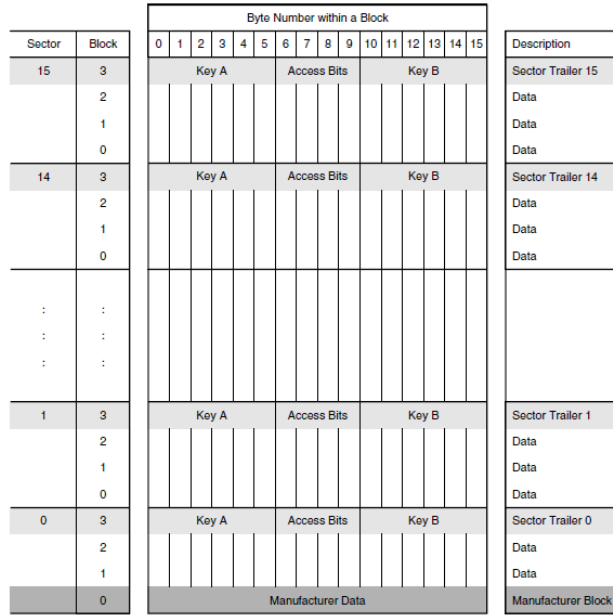 Byte Number within a Block
Sector Block 0 1 2 3 4 5 6 7 8 9 10 11 12 13 14 15 Description
15 3 Key A Access Bits Key B Sector Trailer 15
2 Data
1 Data
0 Data
14 3 Key A Access Bits Key B Sector Trailer 14
2 Data
1 Data
0 Data
: :
: :
: :
1 3 Key A Access Bits Key B Sector Trailer 1
2 Data
1 Data
0 Data
0 3 Key A Access Bits Key B Sector Trailer 0
2 Data
1 Data
0 Manufacturer Data Manufacturer Block